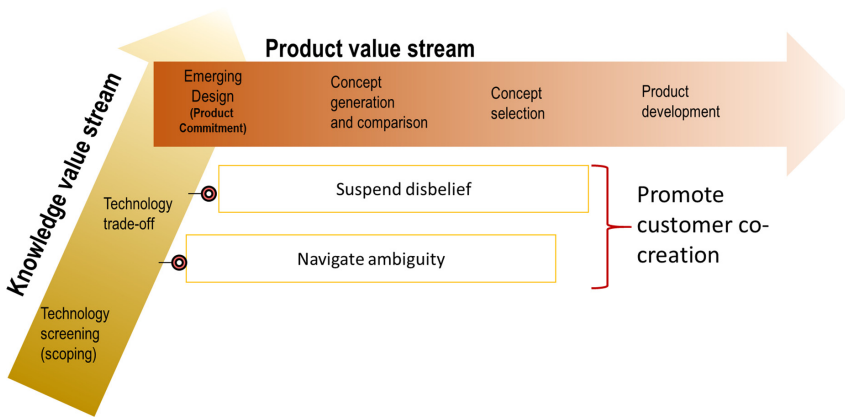 Product value stream
Emerging
Design
(Product
Commitment)
Concept
generation
and comparison
Concept
selection
Product
development
Knowledge value stream
Technology
trade-off
Technology
screening
(scoping)
Suspend disbelief
Navigate ambiguity
Promote
customer co-
creation